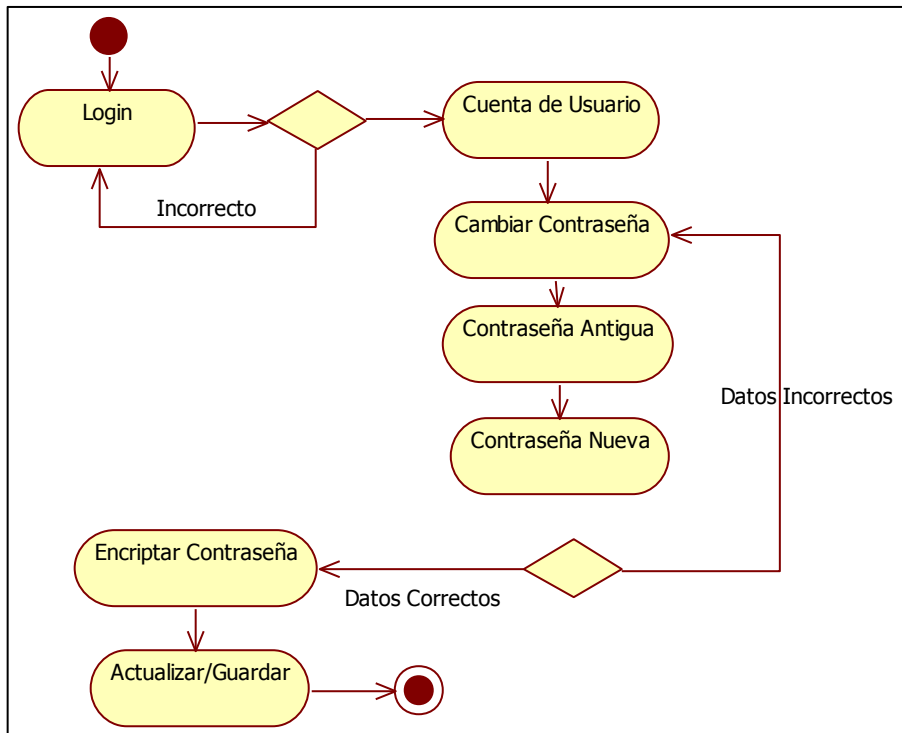 Login
Cuenta de Usuario
Incorrecto
Cambiar Contraseña
Contraseña Antigua
Datos Incorrectos
Contraseña Nueva
Encriptar Contraseña
Datos Correctos
Actualizar/Guardar